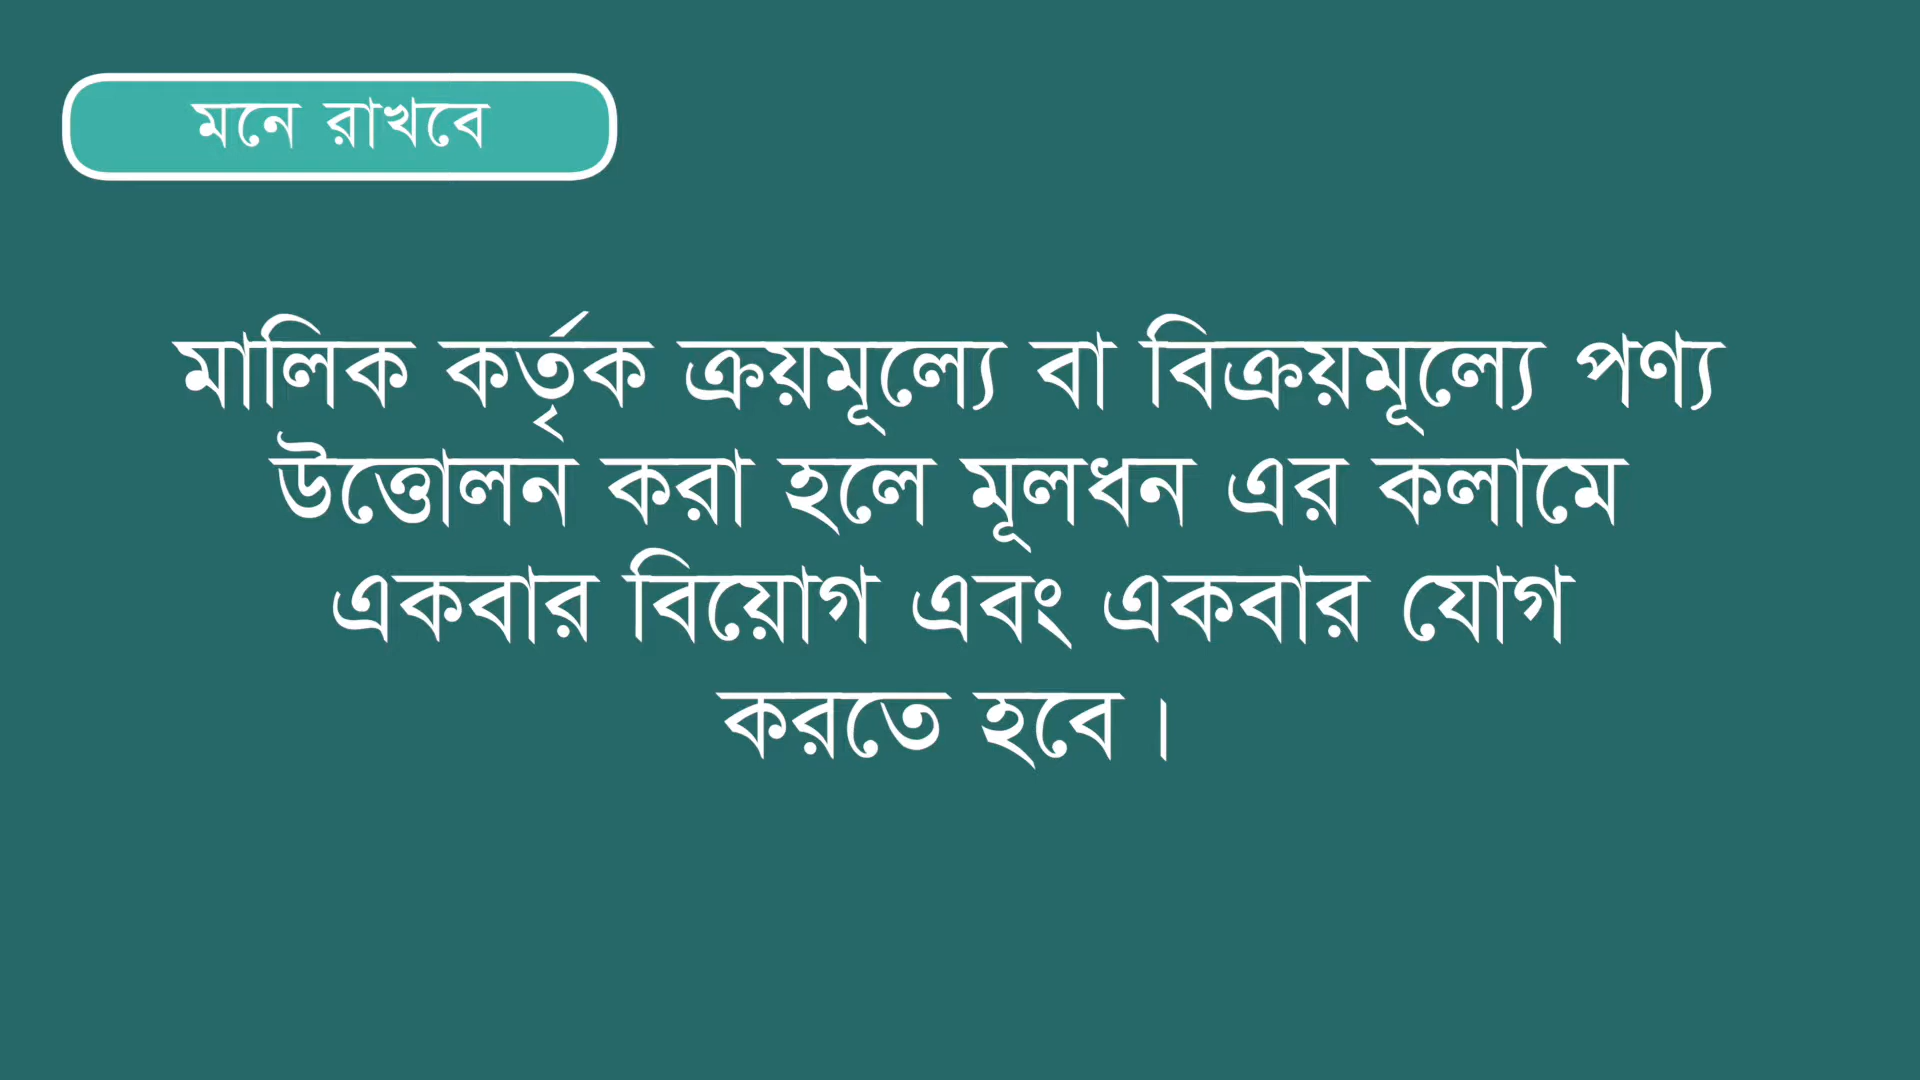 মনে রাখবে
মালিক কর্তৃক ক্রয়মূল্যে বা বিক্রয়মূল্যে পণ্য
উত্তোলন করা হলে মূলধন এর কলামে
একবার বিয়োগ এবং একবার যোগ
করতে হবে।